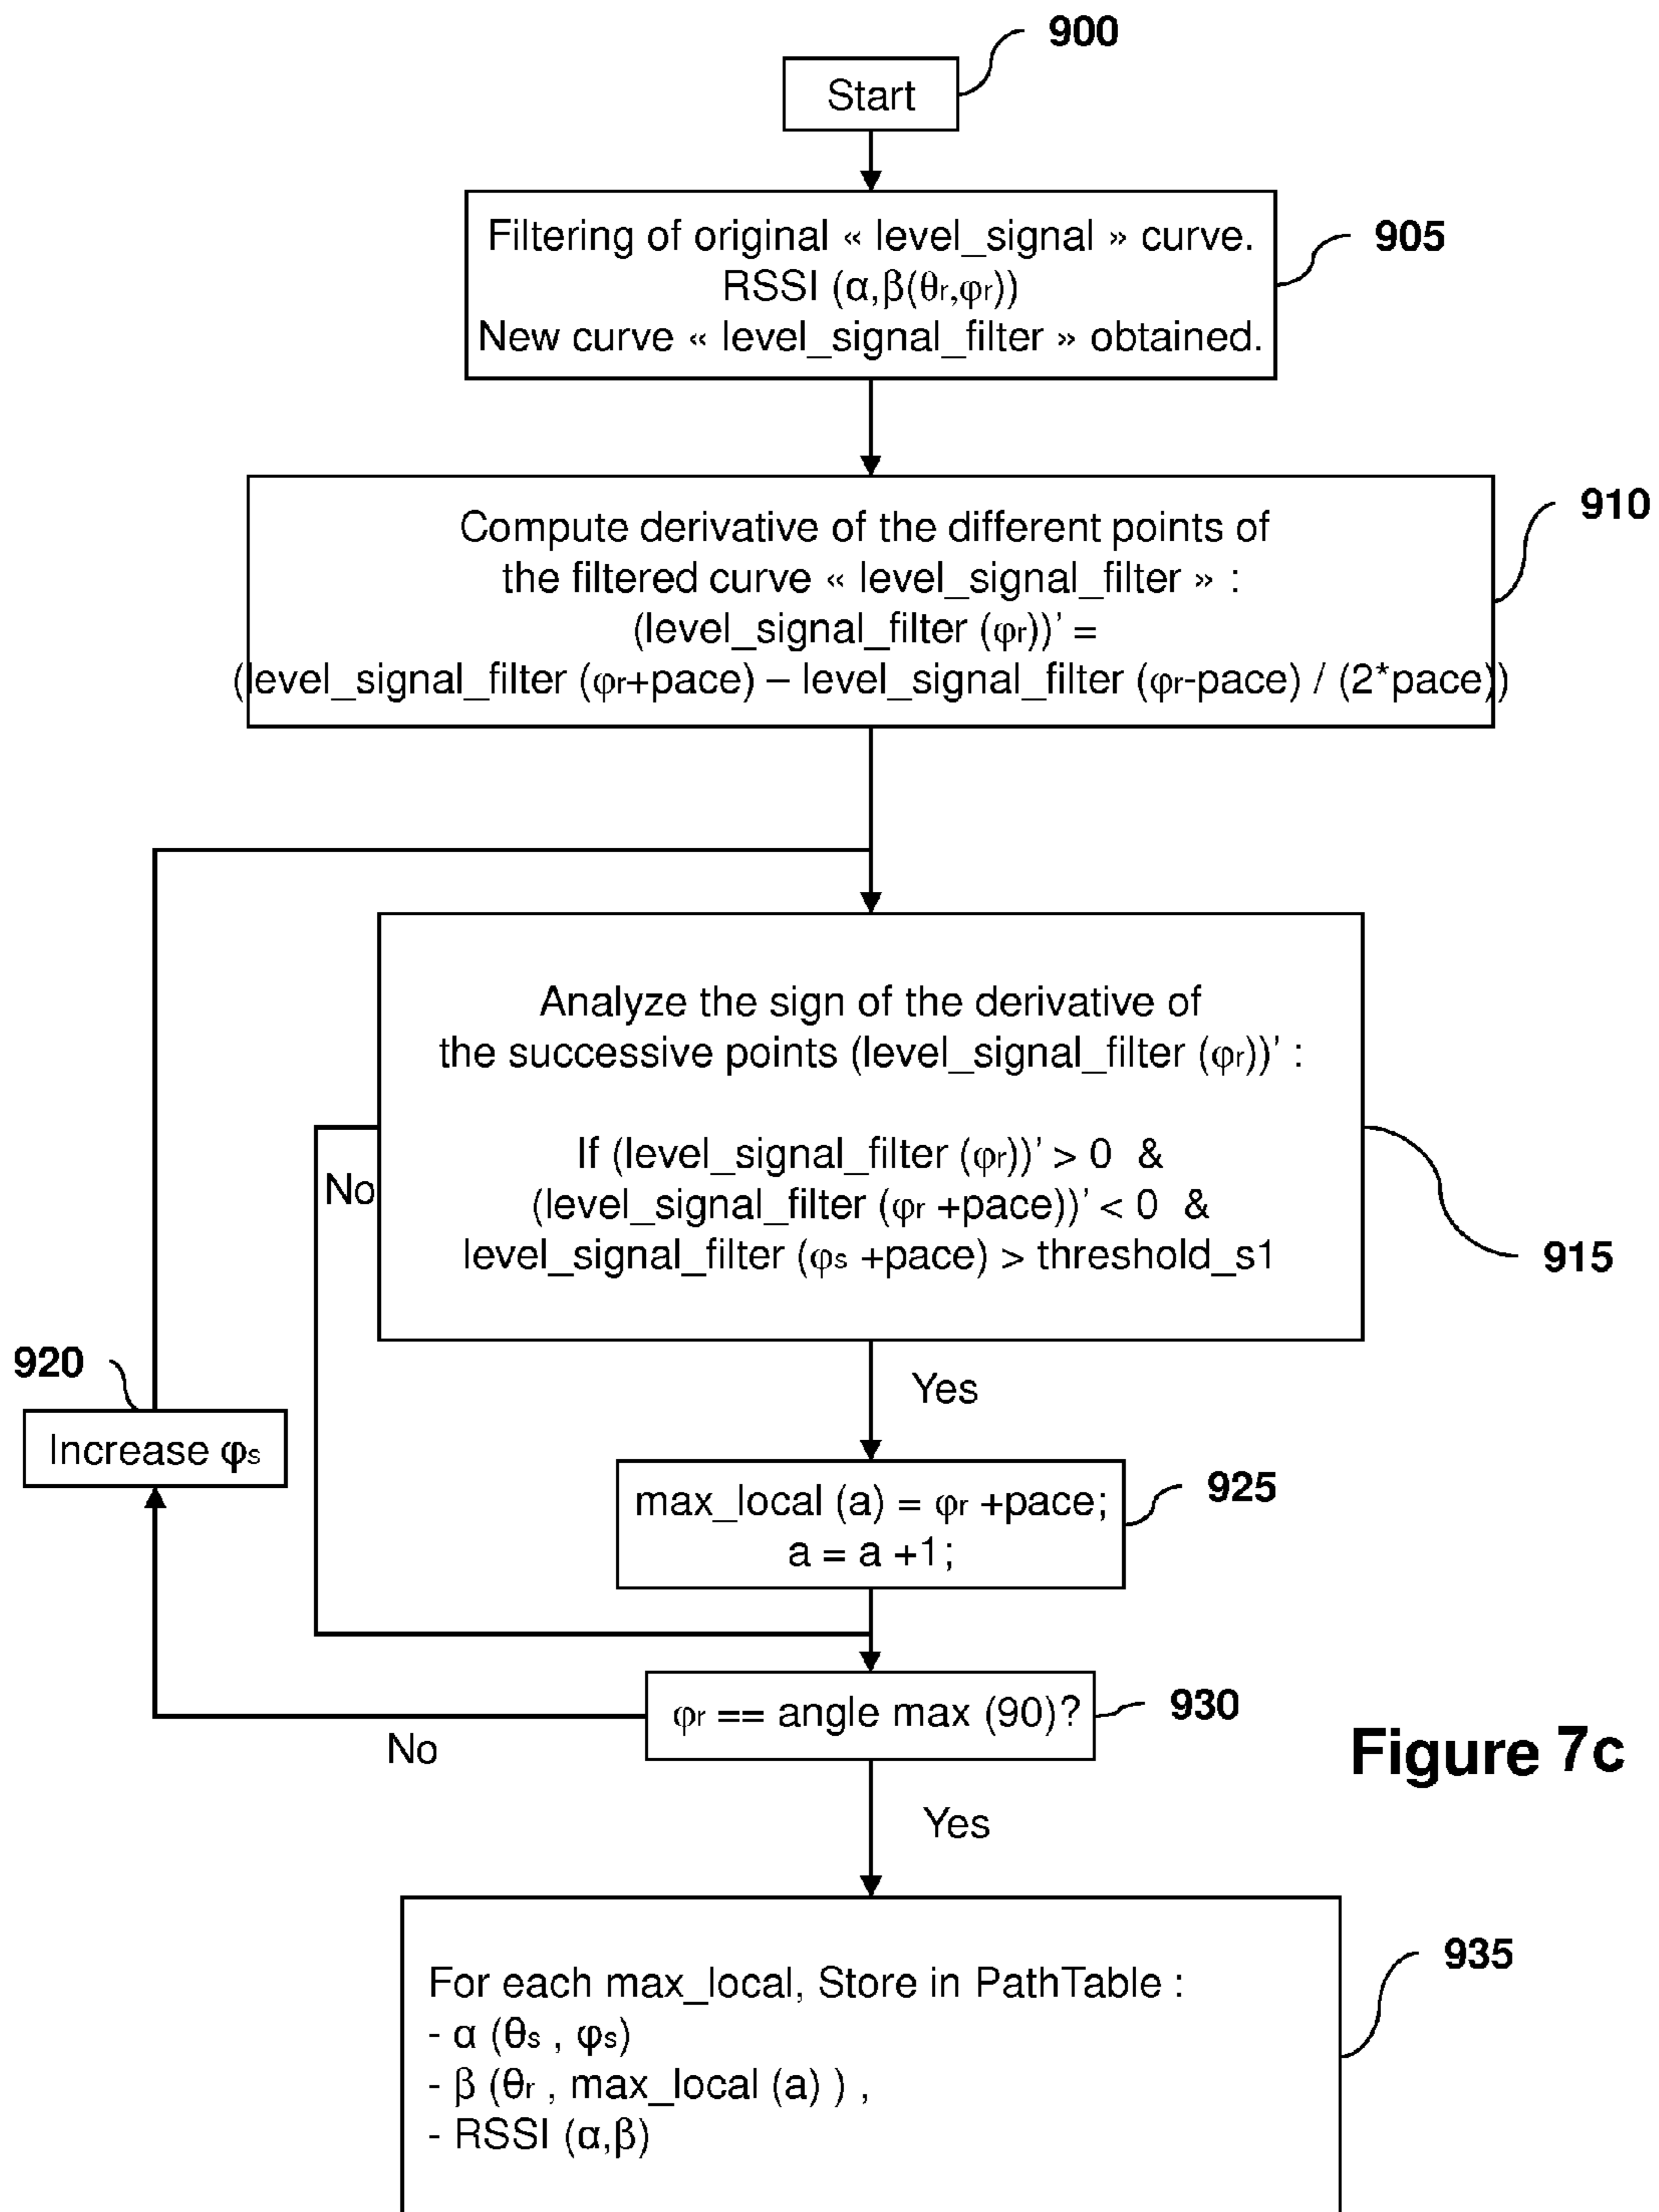 900
Start
905
Filtering of original « level_signal » curve.
RSSI (α,β(θr,φr))
New curve « level_signal_filter » obtained.
910
Compute derivative of the different points of
the filtered curve « level_signal_filter » :
(level_signal_filter (φr))’ =
(level_signal_filter (φr+pace) – level_signal_filter (φr-pace) / (2*pace))
Analyze the sign of the derivative of
the successive points (level_signal_filter (φr))’ :
If (level_signal_filter (φr))’ > 0 &
(level_signal_filter (φr +pace))’ < 0 &
level_signal_filter (φs +pace) > threshold_s1
No
915
Yes
920
Increase φs
925
max_local (a) = φr +pace;
a = a +1;
930
φr == angle max (90)?
No
Yes
Figure 7c
935
For each max_local, Store in PathTable :
- α (θs , φs)
- β (θr , max_local (a) ) ,
- RSSI (α,β)